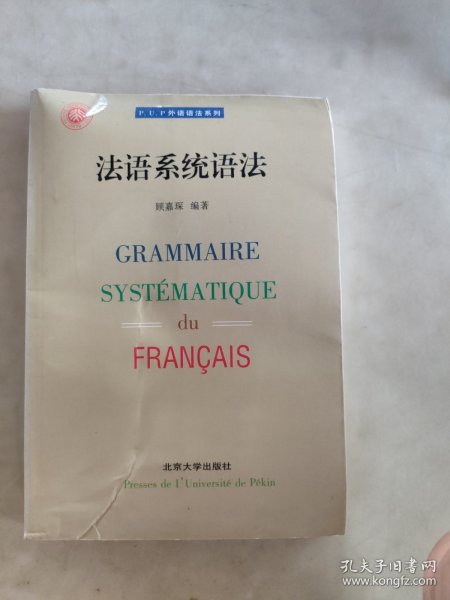 P.U.P外语语法系列
法语系统语法
顾嘉琛 编著
GRAMMAIRE
SYSTÉMATIQUE
du
FRANÇAIS
北京大学出版社
Presses de l'Université de Pékin
孔夫子旧书网
www.kongfz.com